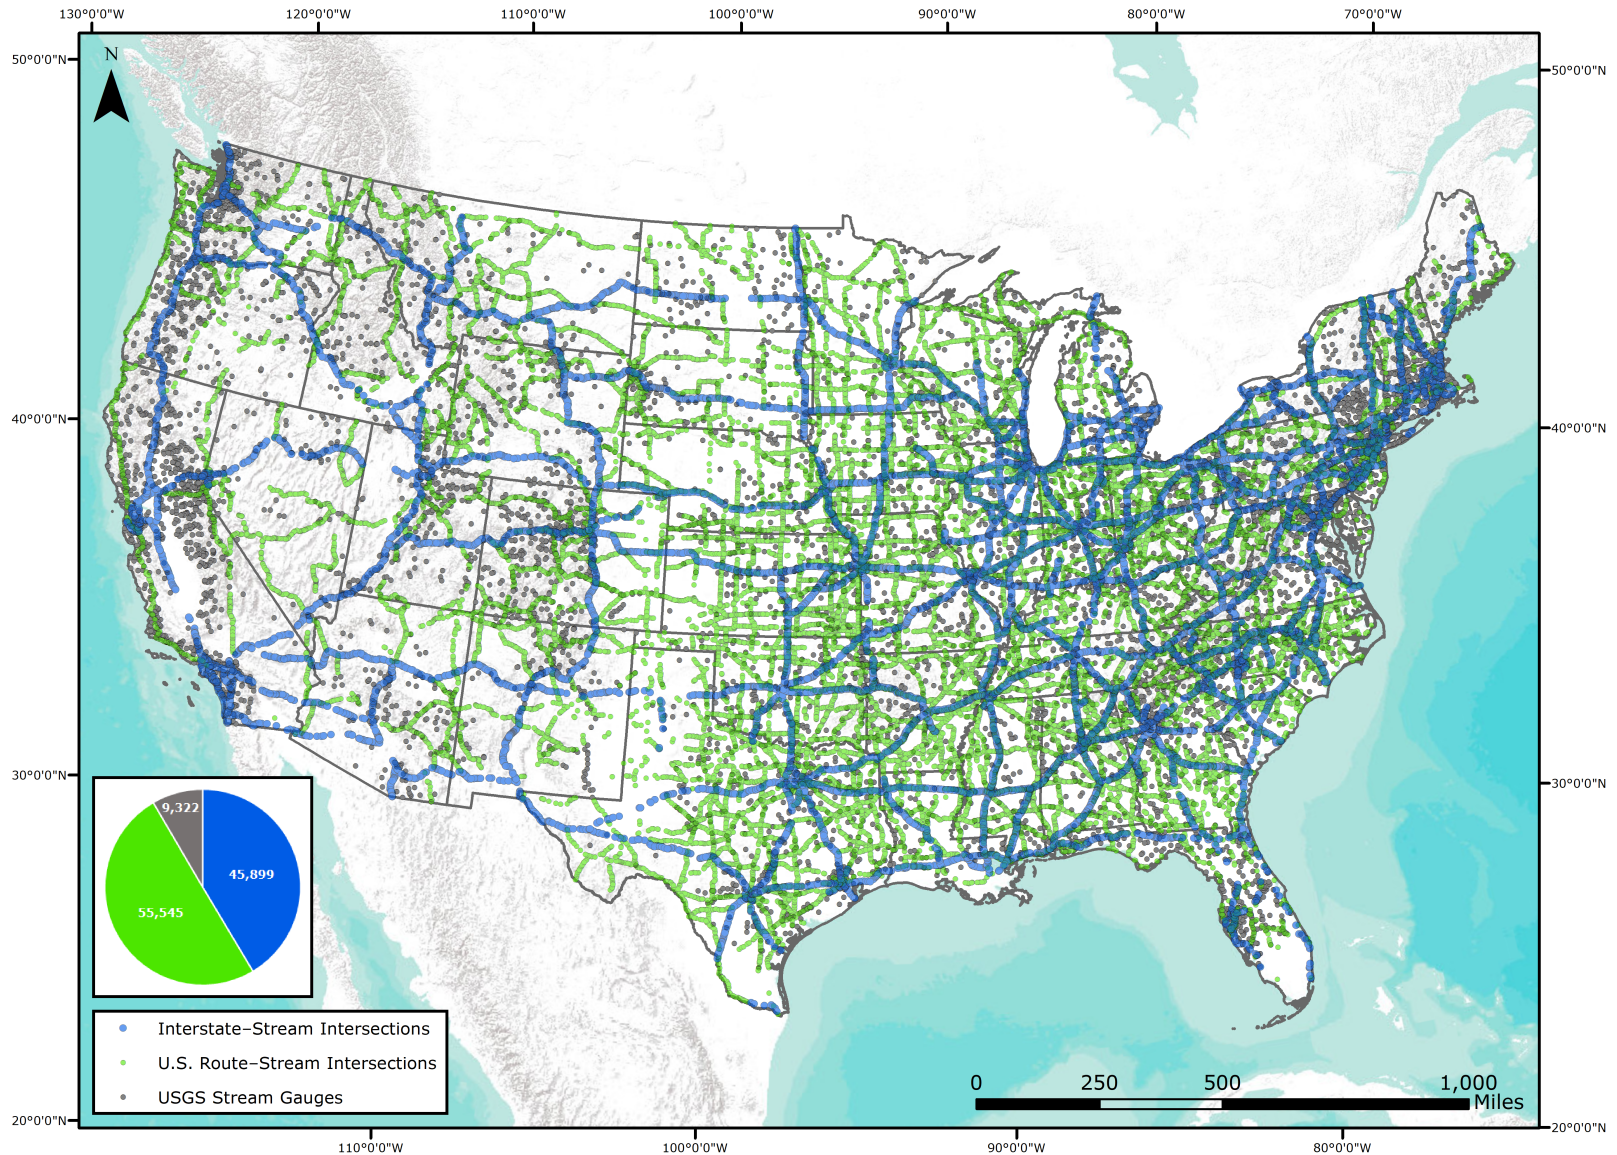 130°0'0"W 120°0'0"W 110°0'0"W 100°0'0"W 90°0'0"W 80°0'0"W 70°0'0"W
N
50°0'0"N 50°0'0"N
40°0'0"N 40°0'0"N
30°0'0"N 30°0'0"N
9,322
45,899
55,545
Interstate–Stream Intersections
U.S. Route–Stream Intersections
USGS Stream Gauges
0 250 500 1,000
Miles
20°0'0"N 20°0'0"N
110°0'0"W 100°0'0"W 90°0'0"W 80°0'0"W